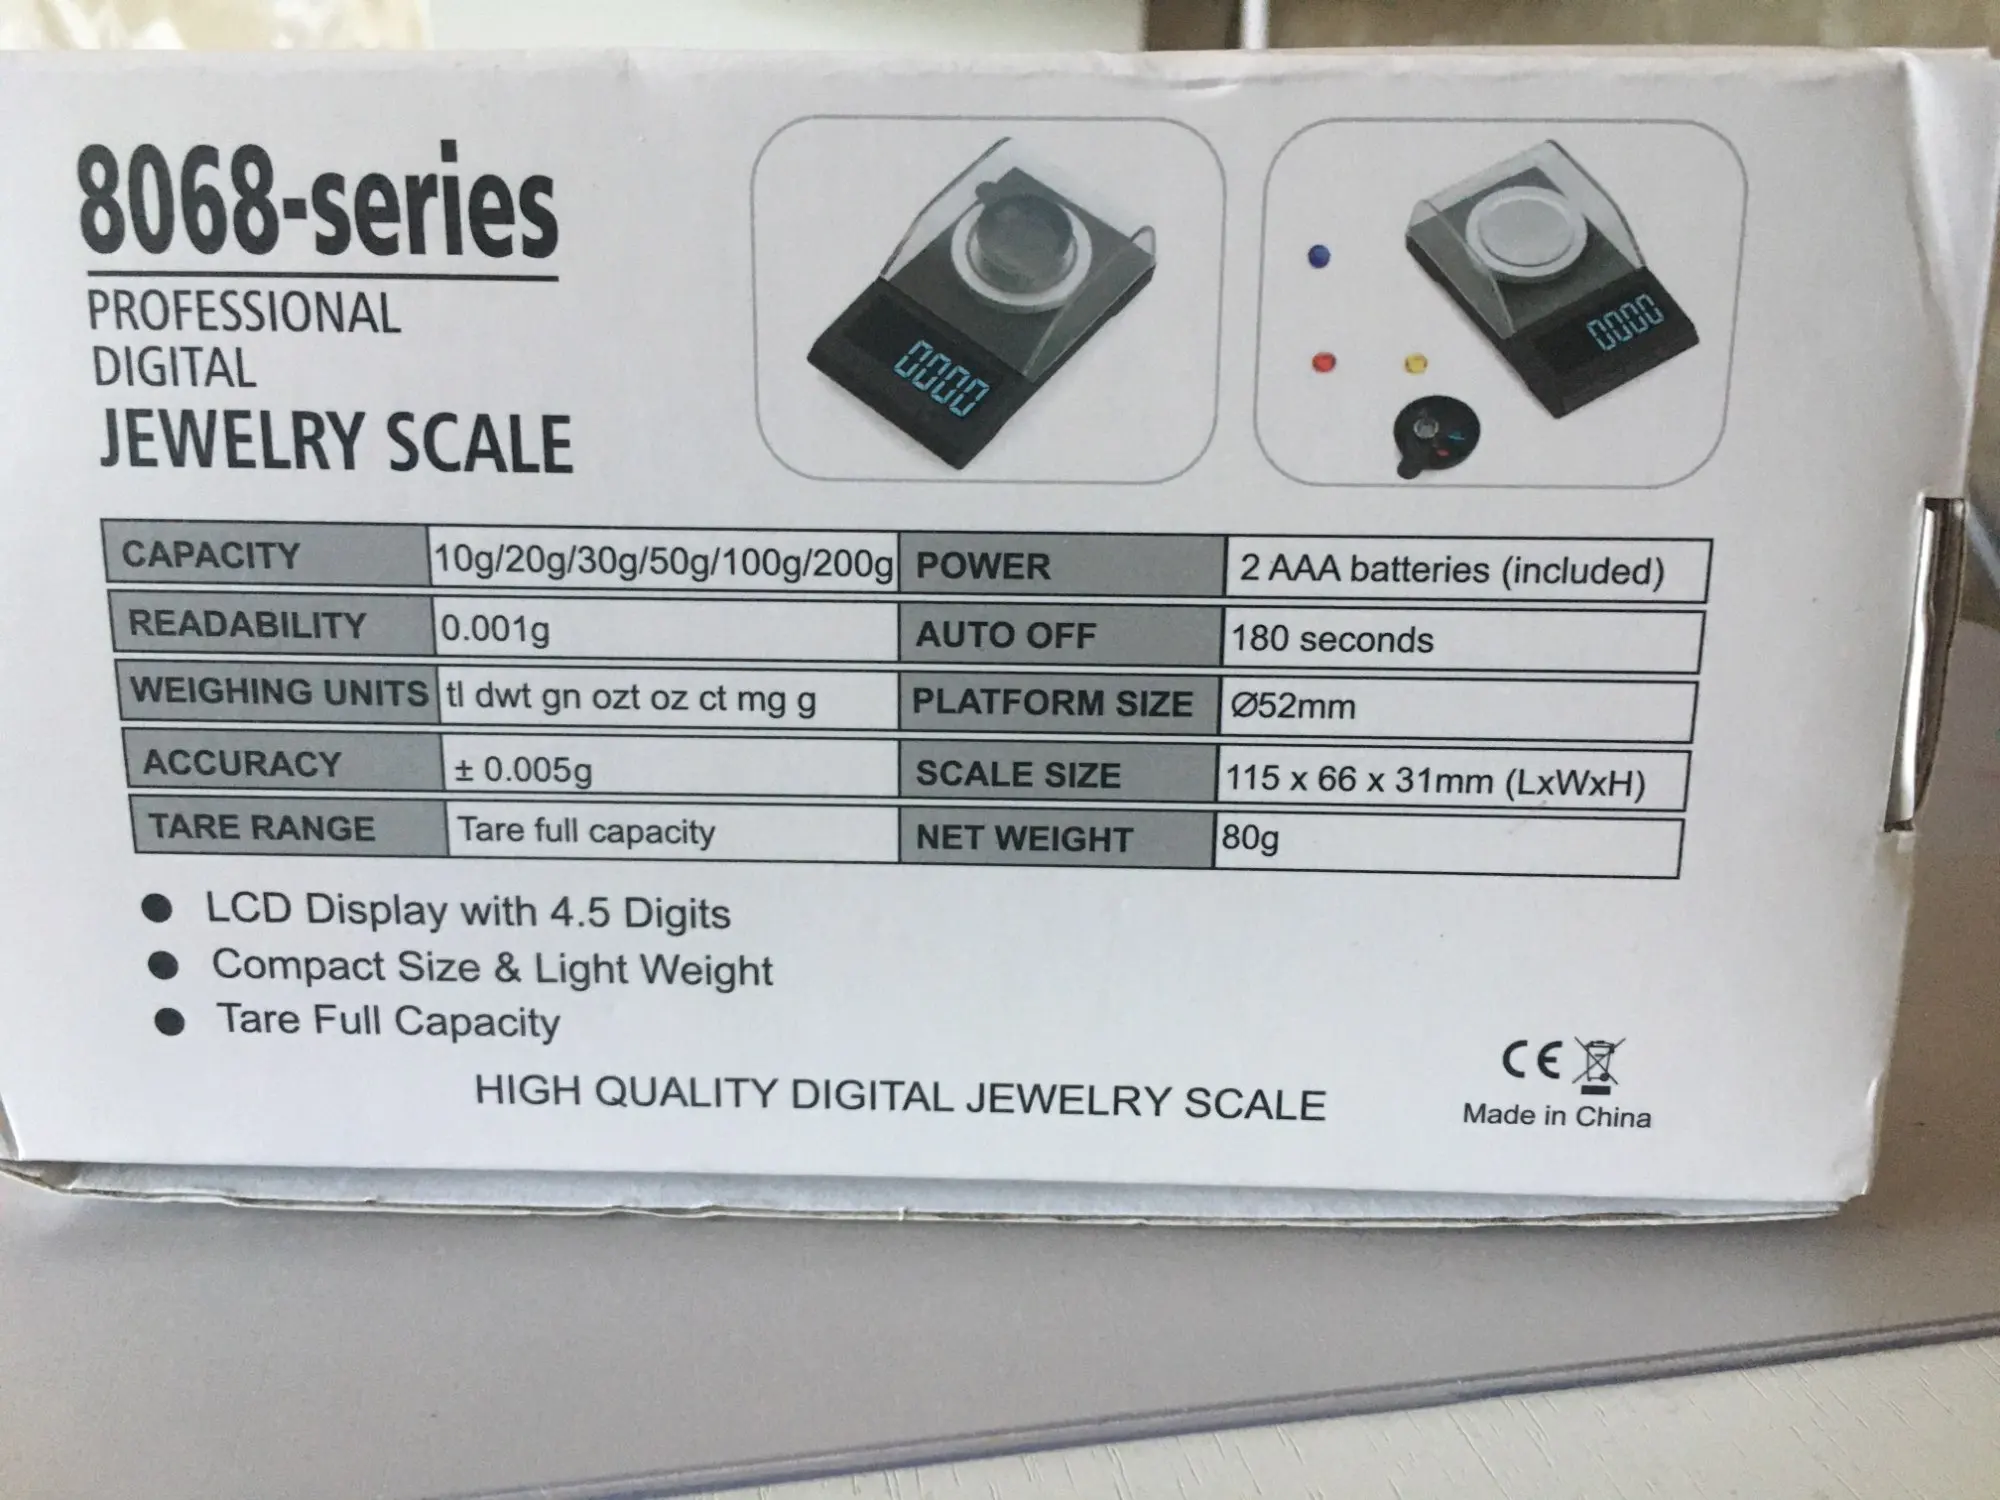 8068-series
PROFESSIONAL
DIGITAL
JEWELRY SCALE
0000
0000
CAPACITY 10g/20g/30g/50g/100g/200g POWER 2 AAA batteries (included)
READABILITY 0.001g AUTO OFF 180 seconds
WEIGHING UNITS tl dwt gn ozt oz ct mg g PLATFORM SIZE Ø52mm
ACCURACY ± 0.005g SCALE SIZE 115 x 66 x 31mm (LxWxH)
TARE RANGE Tare full capacity NET WEIGHT 80g
● LCD Display with 4.5 Digits
● Compact Size & Light Weight
● Tare Full Capacity
HIGH QUALITY DIGITAL JEWELRY SCALE
CE
Made in China